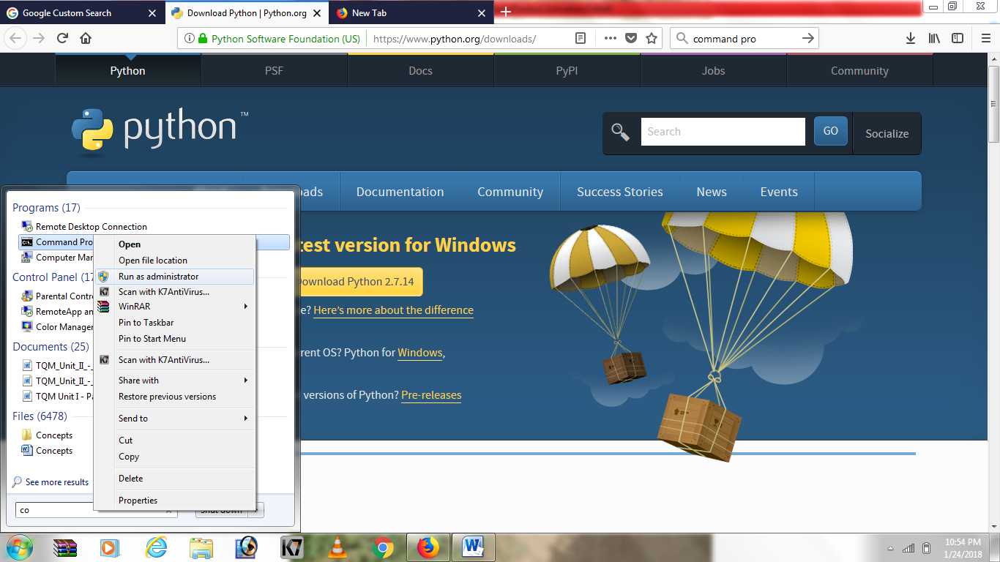 Google Custom Search
Download Python | Python.org
New Tab
Python Software Foundation (US)
https://www.python.org/downloads/
command pro
Python
PSF
Docs
PyPI
Jobs
Community
python™
Search
GO
Socialize
ads
Documentation
Community
Success Stories
News
Events
test version for Windows
Download Python 2.7.14
e? Here's more about the difference
rent OS? Python for Windows,
versions of Python? Pre-releases
Programs (17)
Remote Desktop Connection
Command Pro
Computer Man
Control Panel (17
Parental Contr
RemoteApp an
Color Manager
Documents (25)
TQM_Unit_II_-_
TQM_Unit_II_-_
TQM Unit I - Pa
Files (6478)
Concepts
Concepts
See more results
co
Shut down
Open
Open file location
Run as administrator
Scan with K7AntiVirus...
WinRAR
Pin to Taskbar
Pin to Start Menu
K7
Scan with K7AntiVirus...
Share with
Restore previous versions
Send to
Cut
Copy
Delete
Properties
K7
10:54 PM
1/24/2018